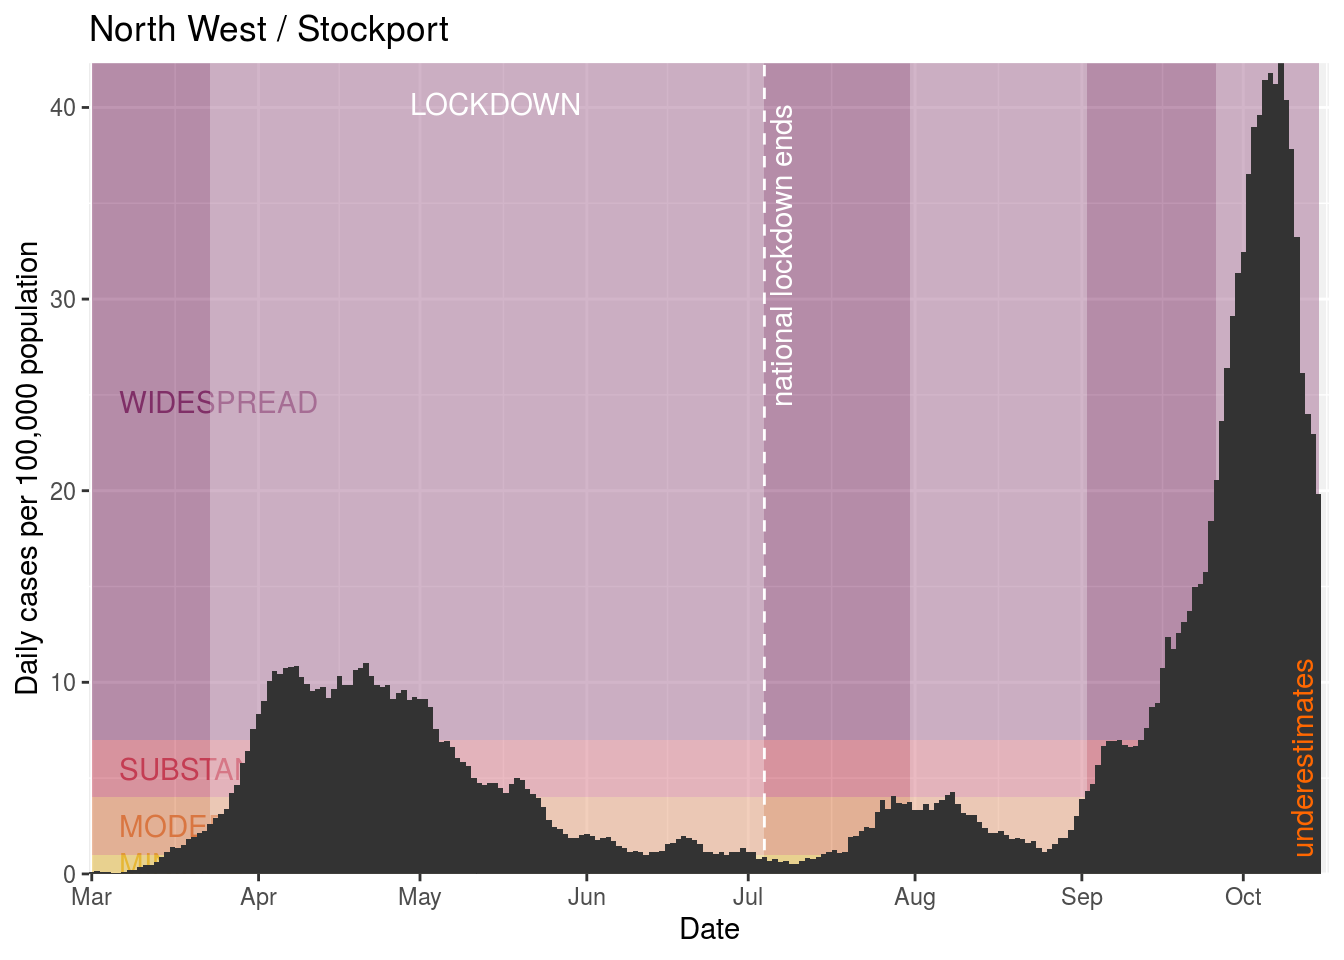 North West / Stockport
Daily cases per 100,000 population
40
30
20
10
0
LOCKDOWN
national lockdown ends
WIDESPREAD
SUBSTAN
MODE
underestimates
Mar Apr May Jun Jul Aug Sep Oct
Date